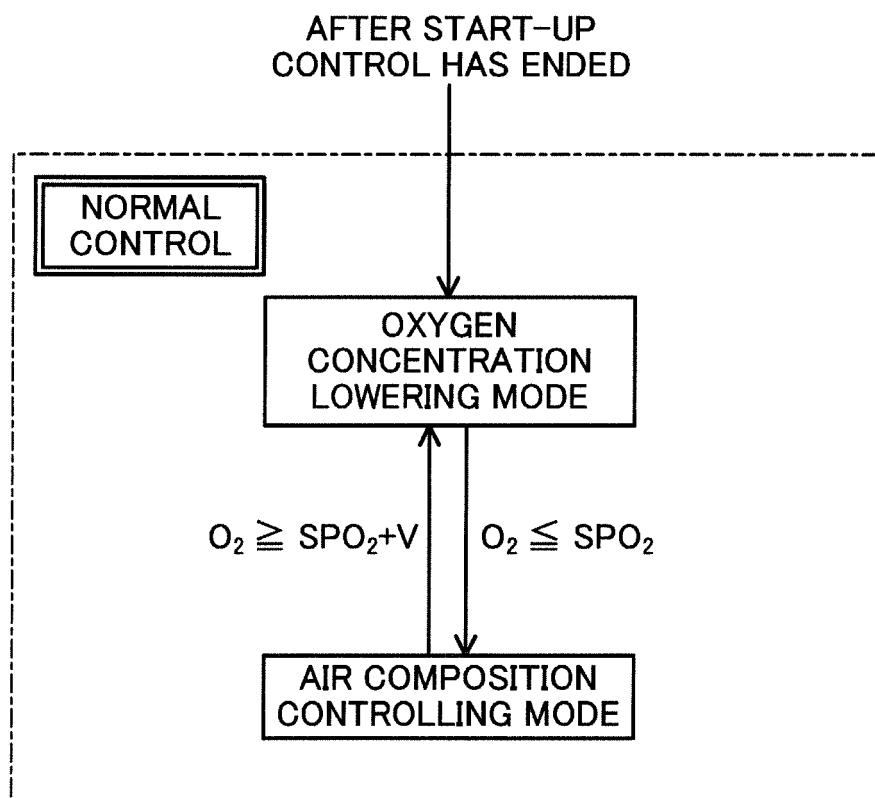 AFTER START-UP
CONTROL HAS ENDED
NORMAL
CONTROL
OXYGEN
CONCENTRATION
LOWERING MODE
O₂ ≧ SPO₂+V
O₂ ≦ SPO₂
AIR COMPOSITION
CONTROLLING MODE